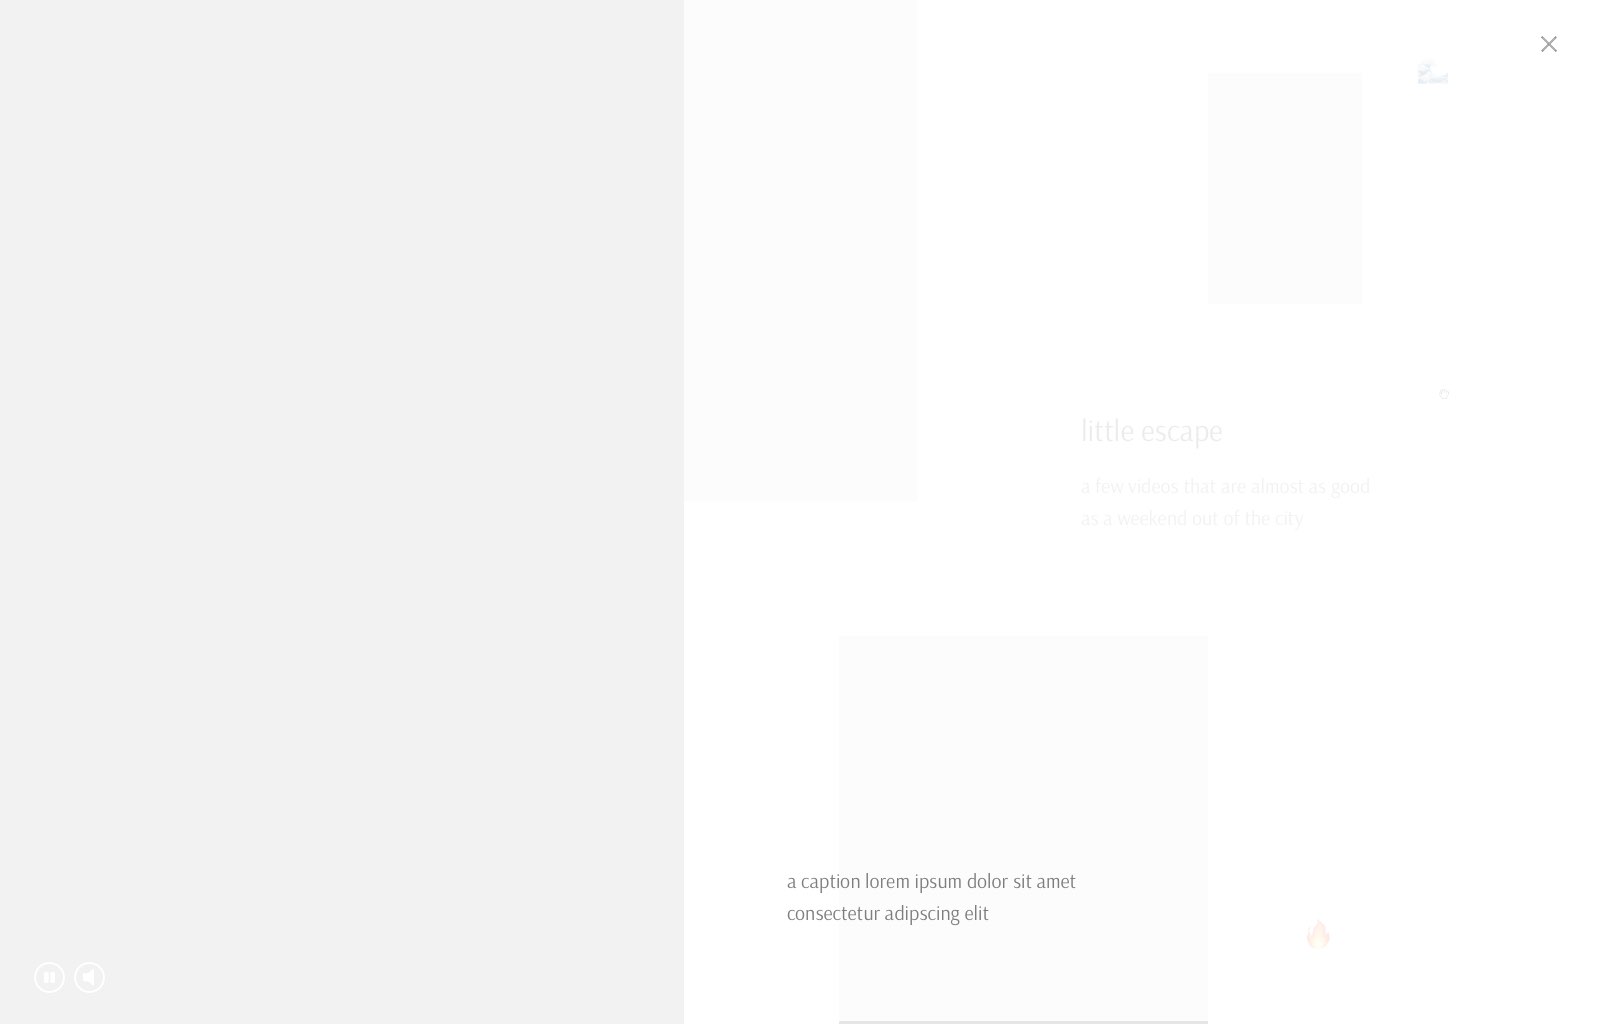 little escape
a few videos that are almost as good
as a weekend out of the city
a caption lorem ipsum dolor sit amet
consectetur adipscing elit